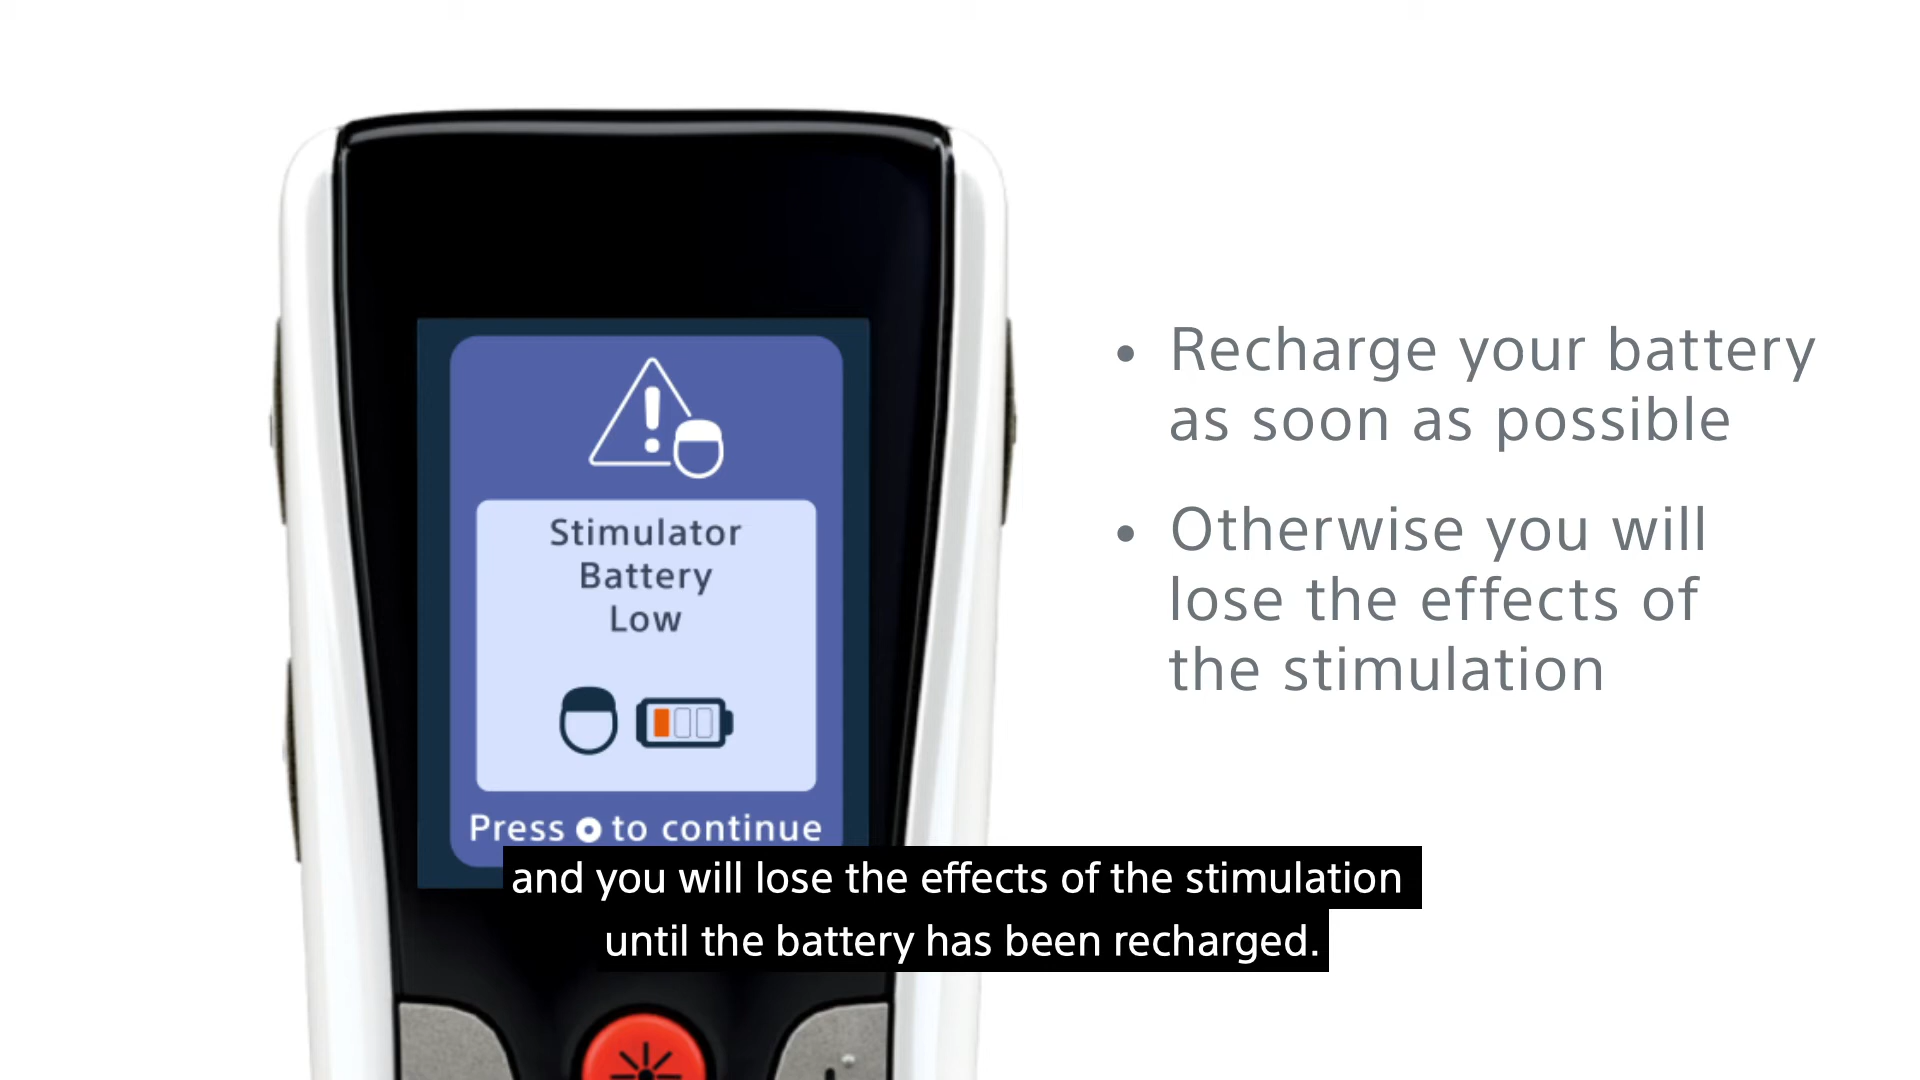 Stimulator
Battery
Low
Press to continue
• Recharge your battery
as soon as possible
• Otherwise you will
lose the effects of
the stimulation
and you will lose the effects of the stimulation
until the battery has been recharged.